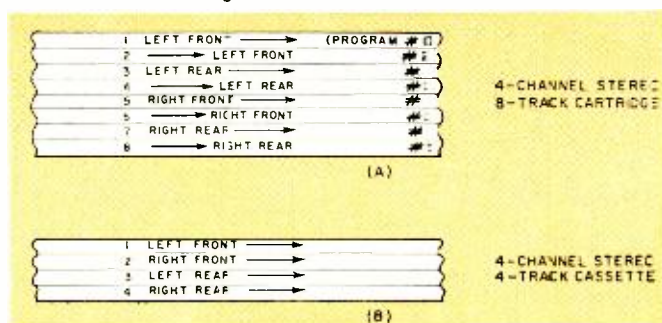 1 LEFT FRONT (PROGRAM #
2 LEFT FRONT #
3 LEFT REAR #
LEFT REAR #
5 RIGHT FRONT #
RIGHT FRONT #
7 RIGHT REAR #
8 RIGHT REAR #
4-CHANNEL STEREO
8-TRACK CARTRIDGE
(A)
1 LEFT FRONT
2 RIGHT FRONT
3 LEFT REAR
4 RIGHT REAR
4-CHANNEL STEREO
4-TRACK CASSETTE
(B)